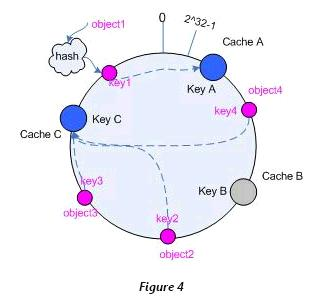 object1
0
2^32-1
hash
Cache A
key1
Key A
object4
key4
Key C
Cache C
Cache B
key3
Key B
object3
key2
object2
Figure 4